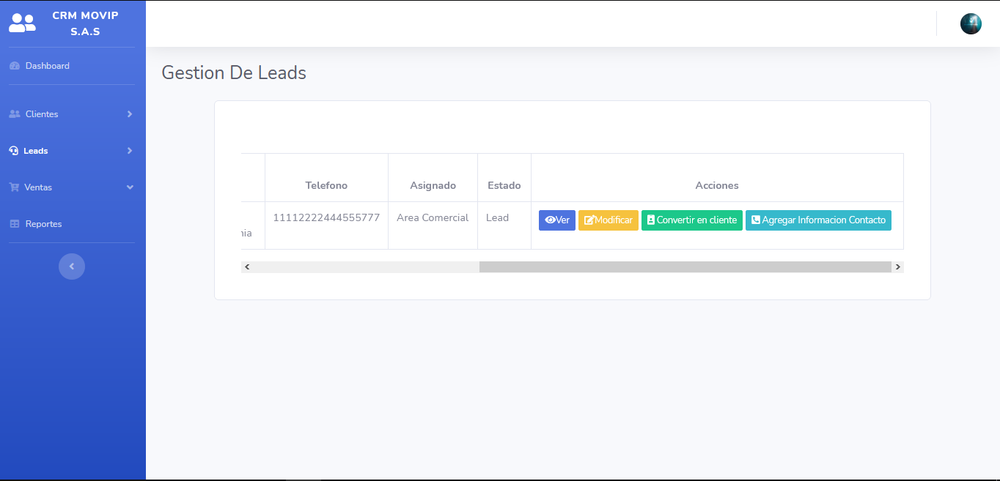 CRM MOVIP
S.A.S
Dashboard
Clientes
Leads
Ventas
Reportes
Gestion De Leads
Telefono Asignado Estado Acciones
11112222444555777 Area Comercial Lead Ver Modificar Convertir en cliente Agregar Informacion Contacto